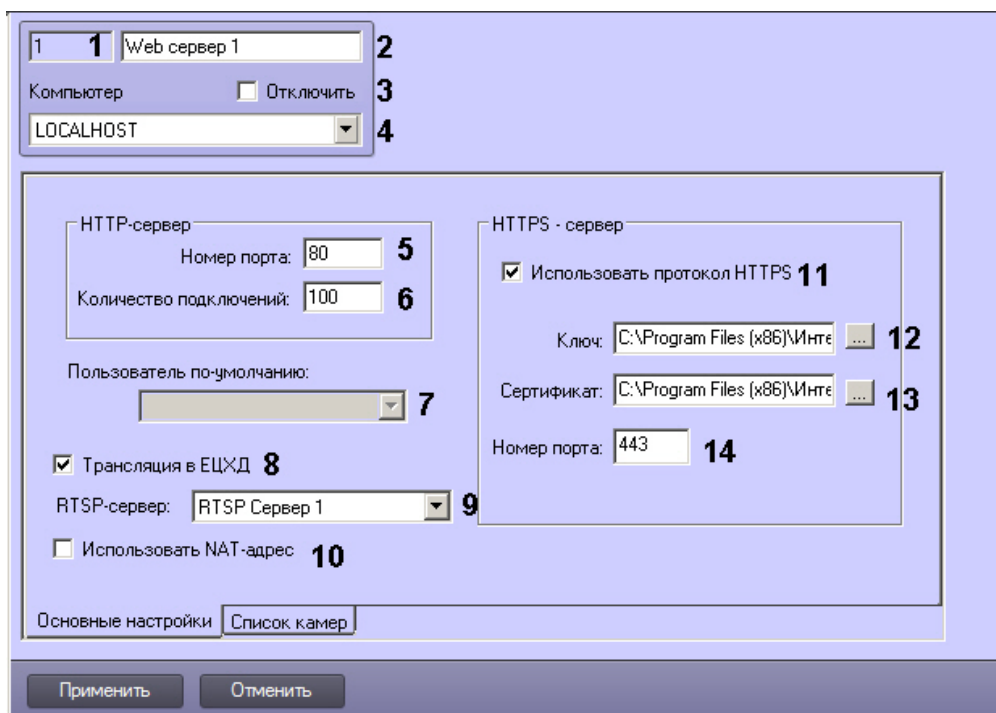 1 1 Web сервер 1 2
Компьютер Отключить 3
LOCALHOST 4
HTTP-сервер
Номер порта: 80 5
Количество подключений: 100 6
Пользователь по-умолчанию:
7
Трансляция в ЕЦХД 8
RTSP-сервер: RTSP Сервер 1 9
Использовать NAT-адрес 10
HTTPS - сервер
Использовать протокол HTTPS 11
Ключ: C:\Program Files (x86)\Инте ... 12
Сертификат: C:\Program Files (x86)\Инте ... 13
Номер порта: 443 14
Основные настройки Список камер
Применить Отменить